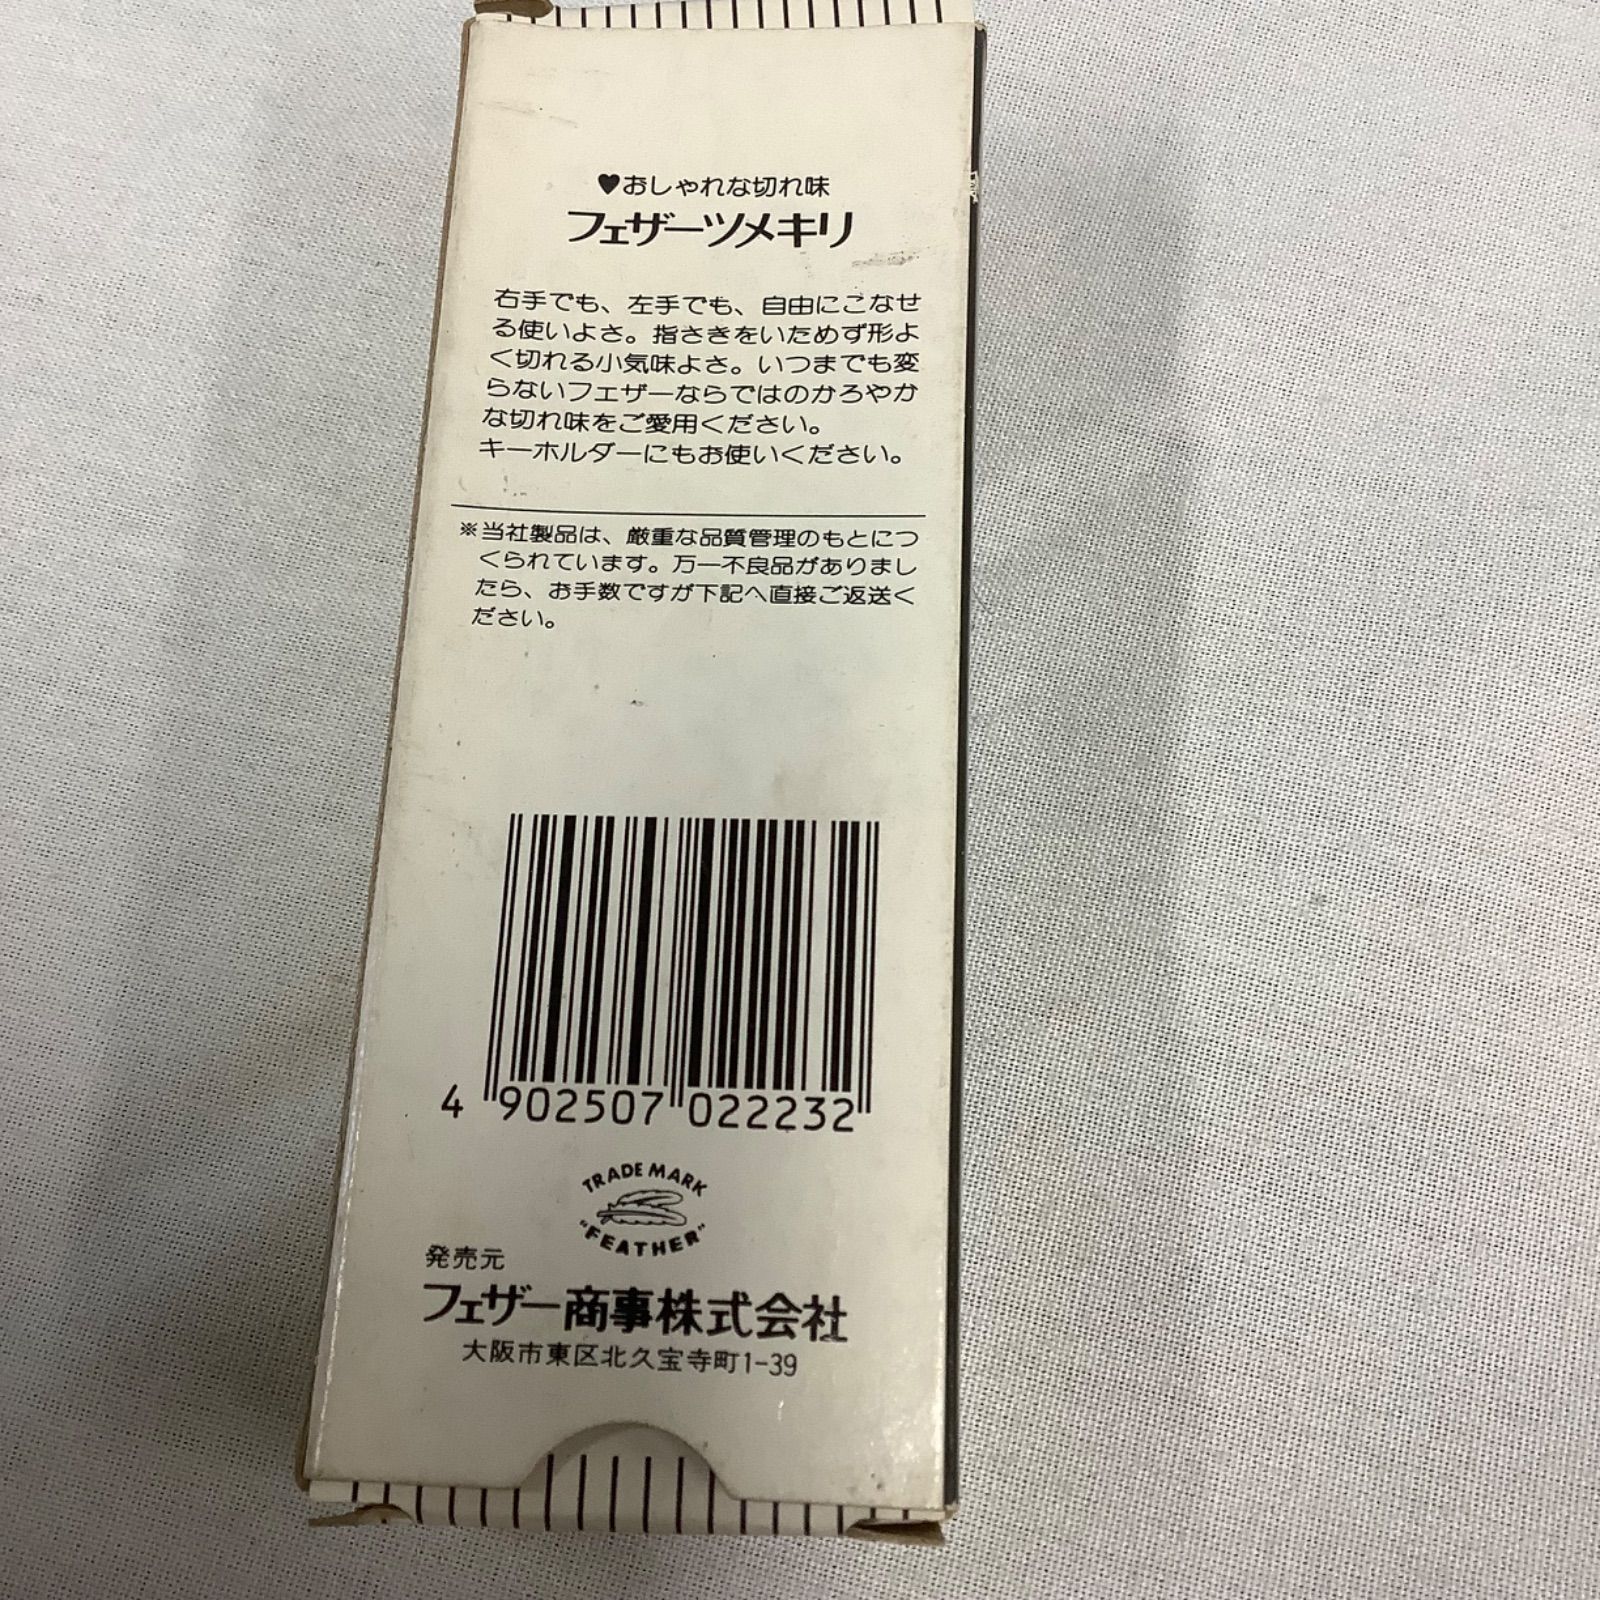 ♥おしゃれな切れ味
フェザーツメキリ
右手でも、左手でも、自由にこなせ
る使いよさ。指さきをいためず形よ
く切れる小気味よさ。いつまでも変
らないフェザーならではのかろやか
な切れ味をご愛用ください。
キーホルダーにもお使いください。
※当社製品は、厳重な品質管理のもとにつ
くられています。万一不良品がありまし
たら、お手数ですが下記へ直接ご返送く
ださい。
4 902507 022232
TRADE MARK
"FEATHER"
発売元
フェザー商事株式会社
大阪市東区北久宝寺町1-39